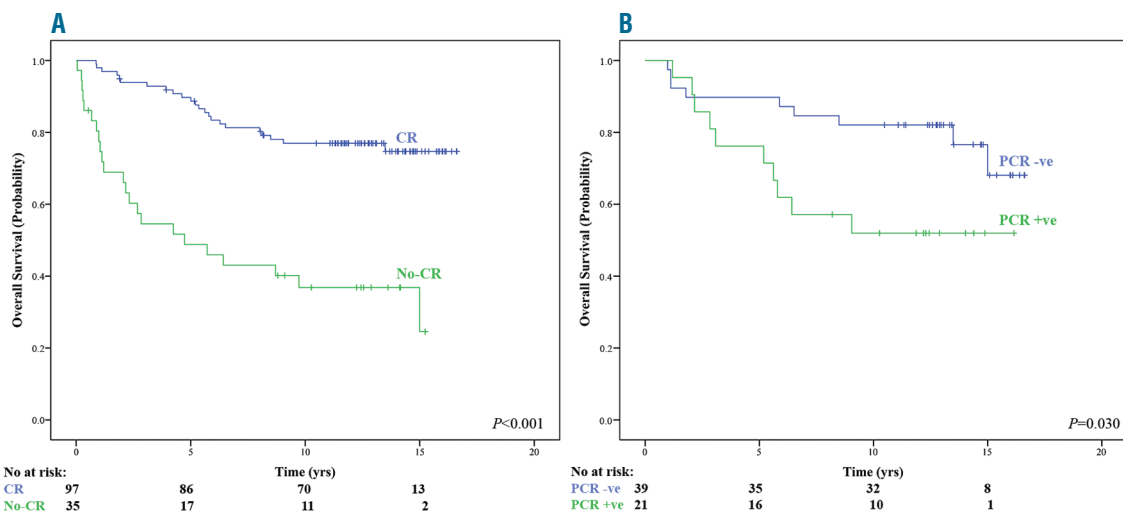 A
1.0
0.8
0.6
0.4
0.2
0.0
Overall Survival (Probability)
CR
No-CR
P<0.001
0 5 10 15 20
Time (yrs)
No at risk:
CR 97 86 70 13
No-CR 35 17 11 2
B
1.0
0.8
0.6
0.4
0.2
0.0
Overall Survival (Probability)
PCR -ve
PCR +ve
P=0.030
0 5 10 15 20
Time (yrs)
No at risk:
PCR -ve 39 35 32 8
PCR +ve 21 16 10 1